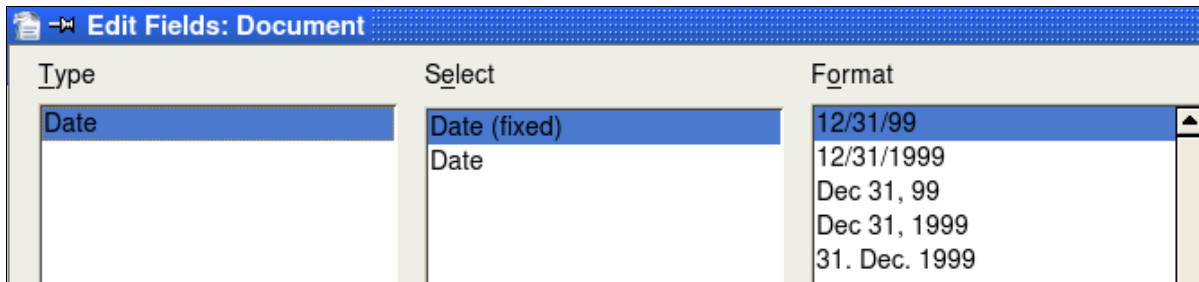 Edit Fields: Document
Type
Select
Format
Date
Date (fixed)
Date
12/31/99
12/31/1999
Dec 31, 99
Dec 31, 1999
31. Dec. 1999